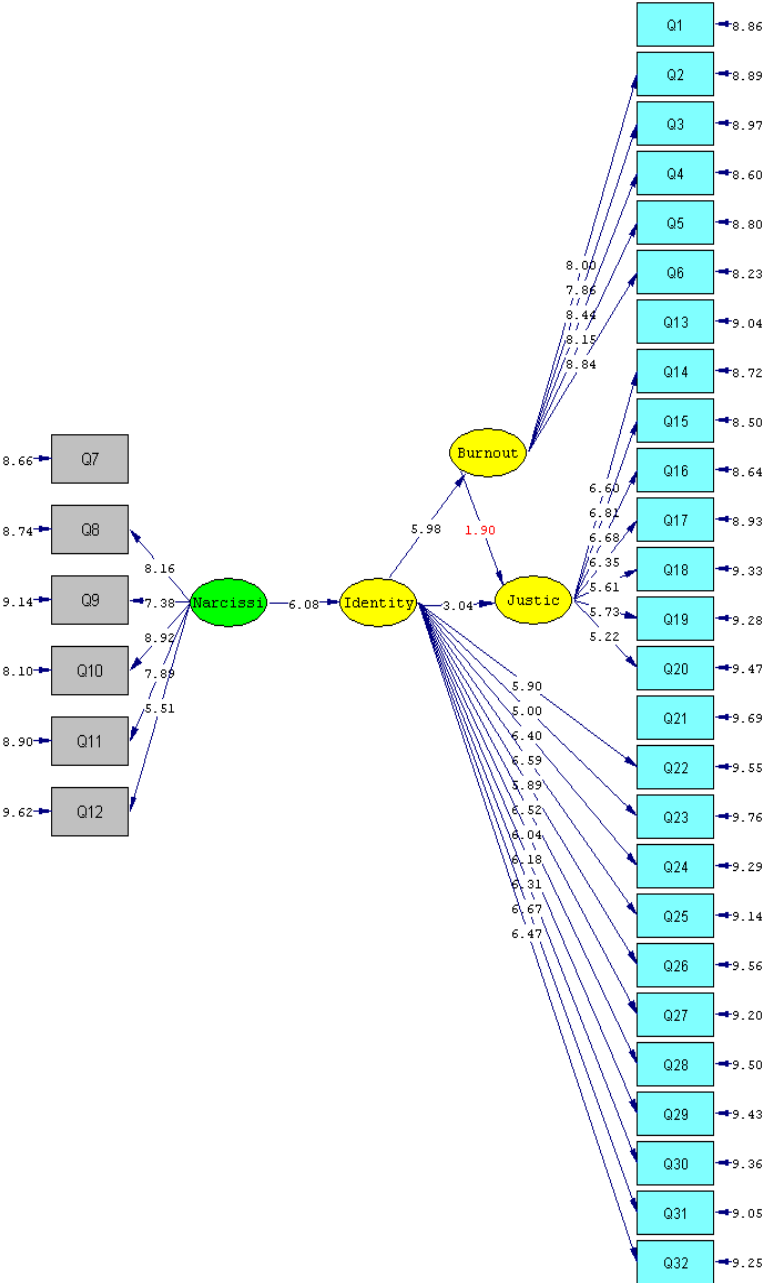 Q1 8.86
Q2 8.89
Q3 8.97
Q4 8.60
Q5 8.80
Q6 8.23
Q13 9.04
Q14 8.72
Q15 8.50
Q16 8.64
Q17 8.93
Q18 9.33
Q19 9.28
Q20 9.47
Q21 9.69
Q22 9.55
Q23 9.76
Q24 9.29
Q25 9.14
Q26 9.56
Q27 9.20
Q28 9.50
Q29 9.43
Q30 9.36
Q31 9.05
Q32 9.25
8.00
7.86
8.44
8.15
8.84
Burnout
5.98
1.90
6.60
6.81
6.68
6.35
5.61
5.73
5.22
8.66 Q7
8.74 Q8
9.14 Q9
8.10 Q10
8.90 Q11
9.62 Q12
8.16
7.38
8.92
7.89
5.51
Narcissi 6.08 Identity 3.04 Justic
5.90
5.00
6.40
6.59
5.89
6.52
6.04
6.18
6.31
6.67
6.47